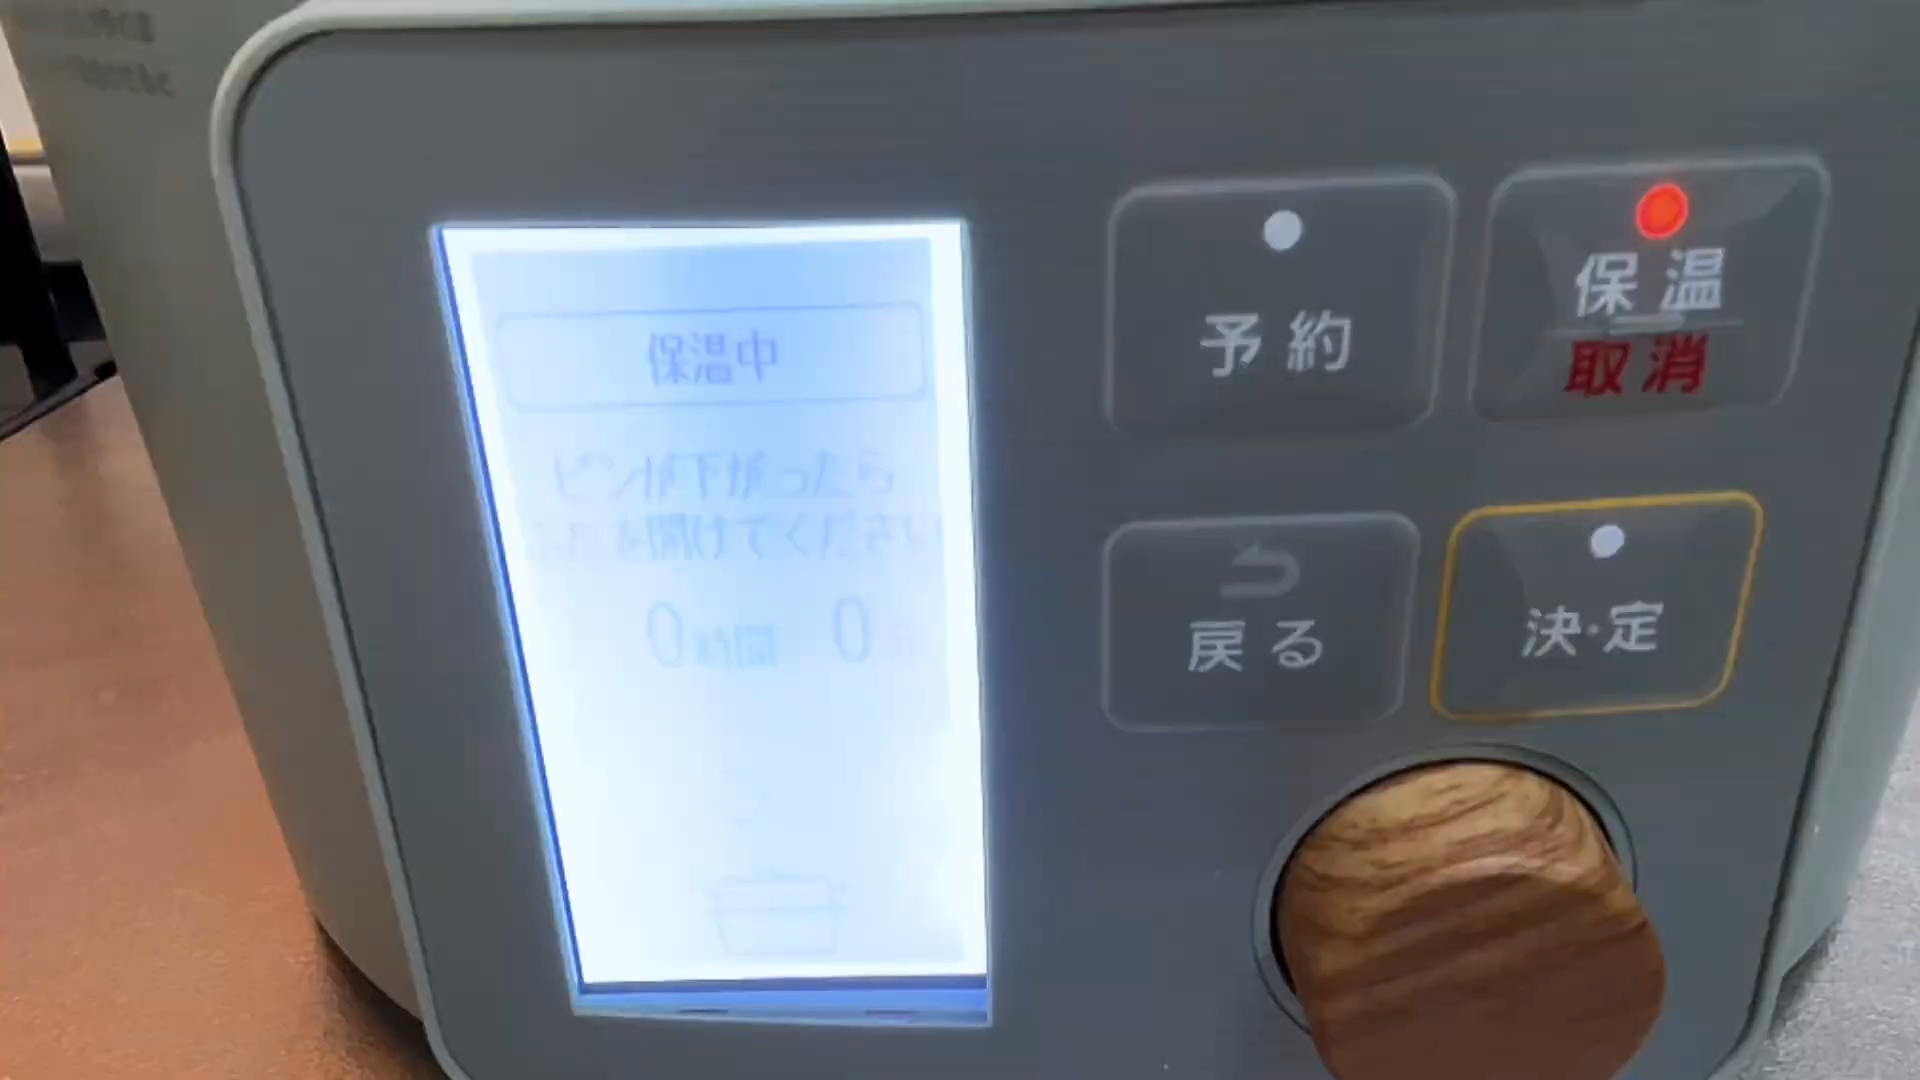 保温中
ピンが下がったら
ふたを開けてください
0時間 0分
予約
保温
取消
戻る
決定